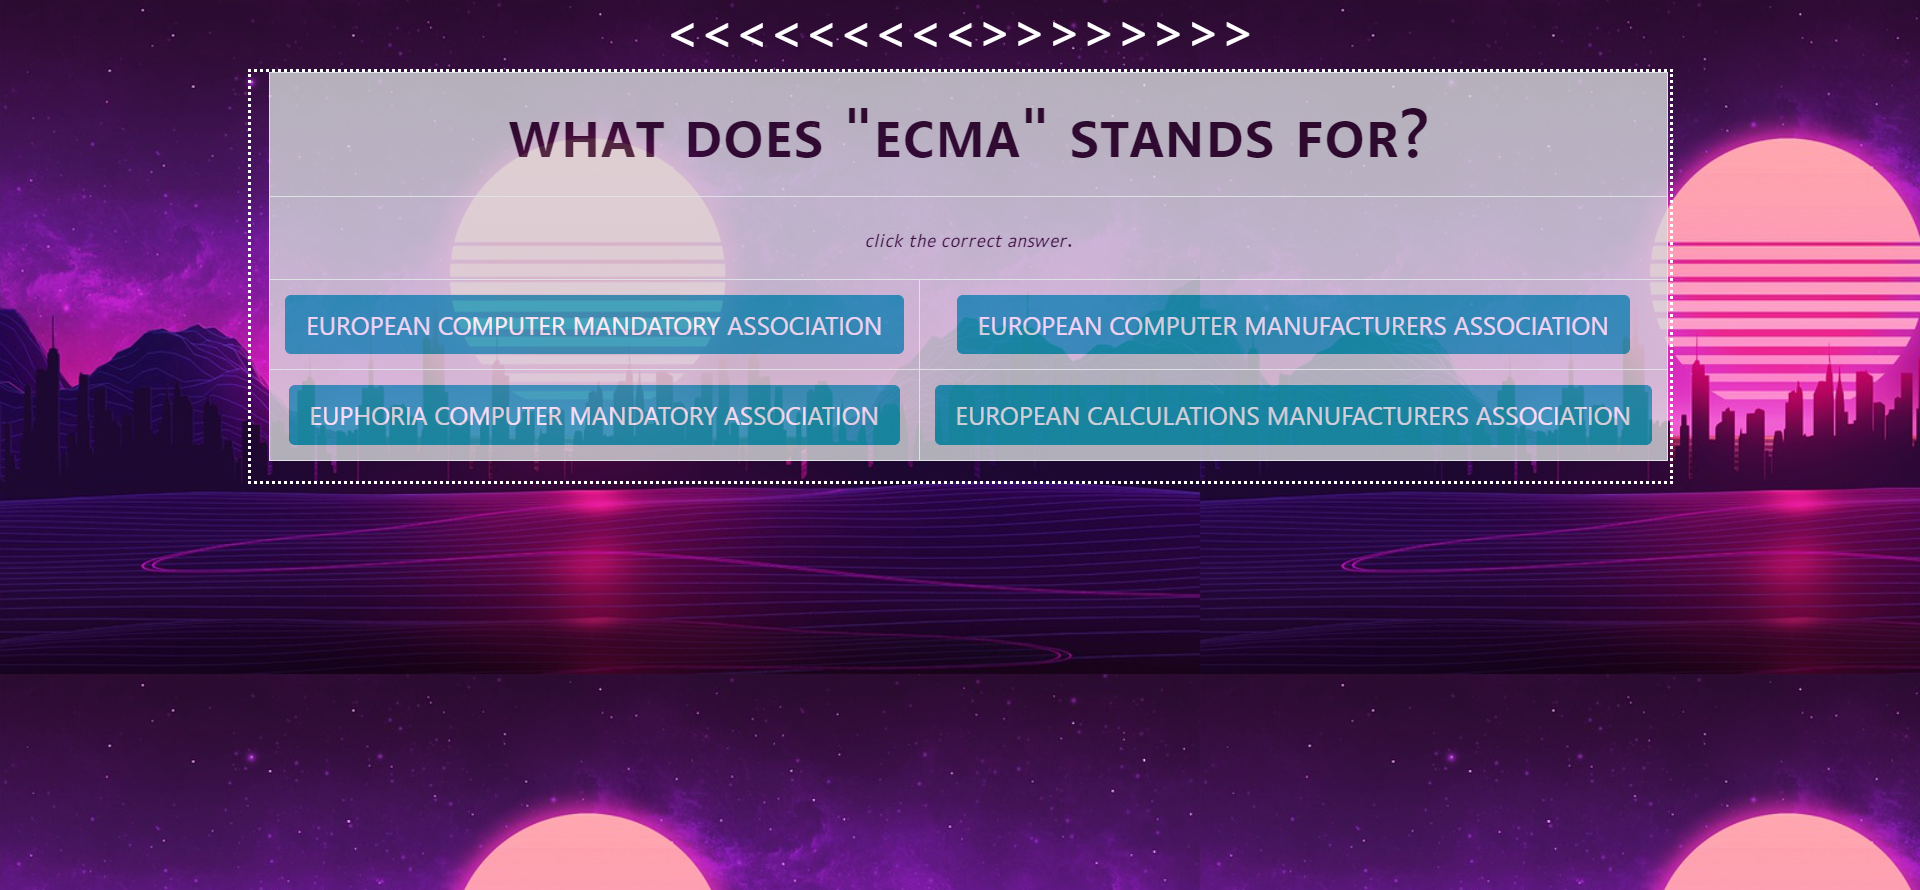 <<<<<<<<<>>>>>>>>
WHAT DOES "ECMA" STANDS FOR?
click the correct answer.
EUROPEAN COMPUTER MANDATORY ASSOCIATION
EUROPEAN COMPUTER MANUFACTURERS ASSOCIATION
EUPHORIA COMPUTER MANDATORY ASSOCIATION
EUROPEAN CALCULATIONS MANUFACTURERS ASSOCIATION